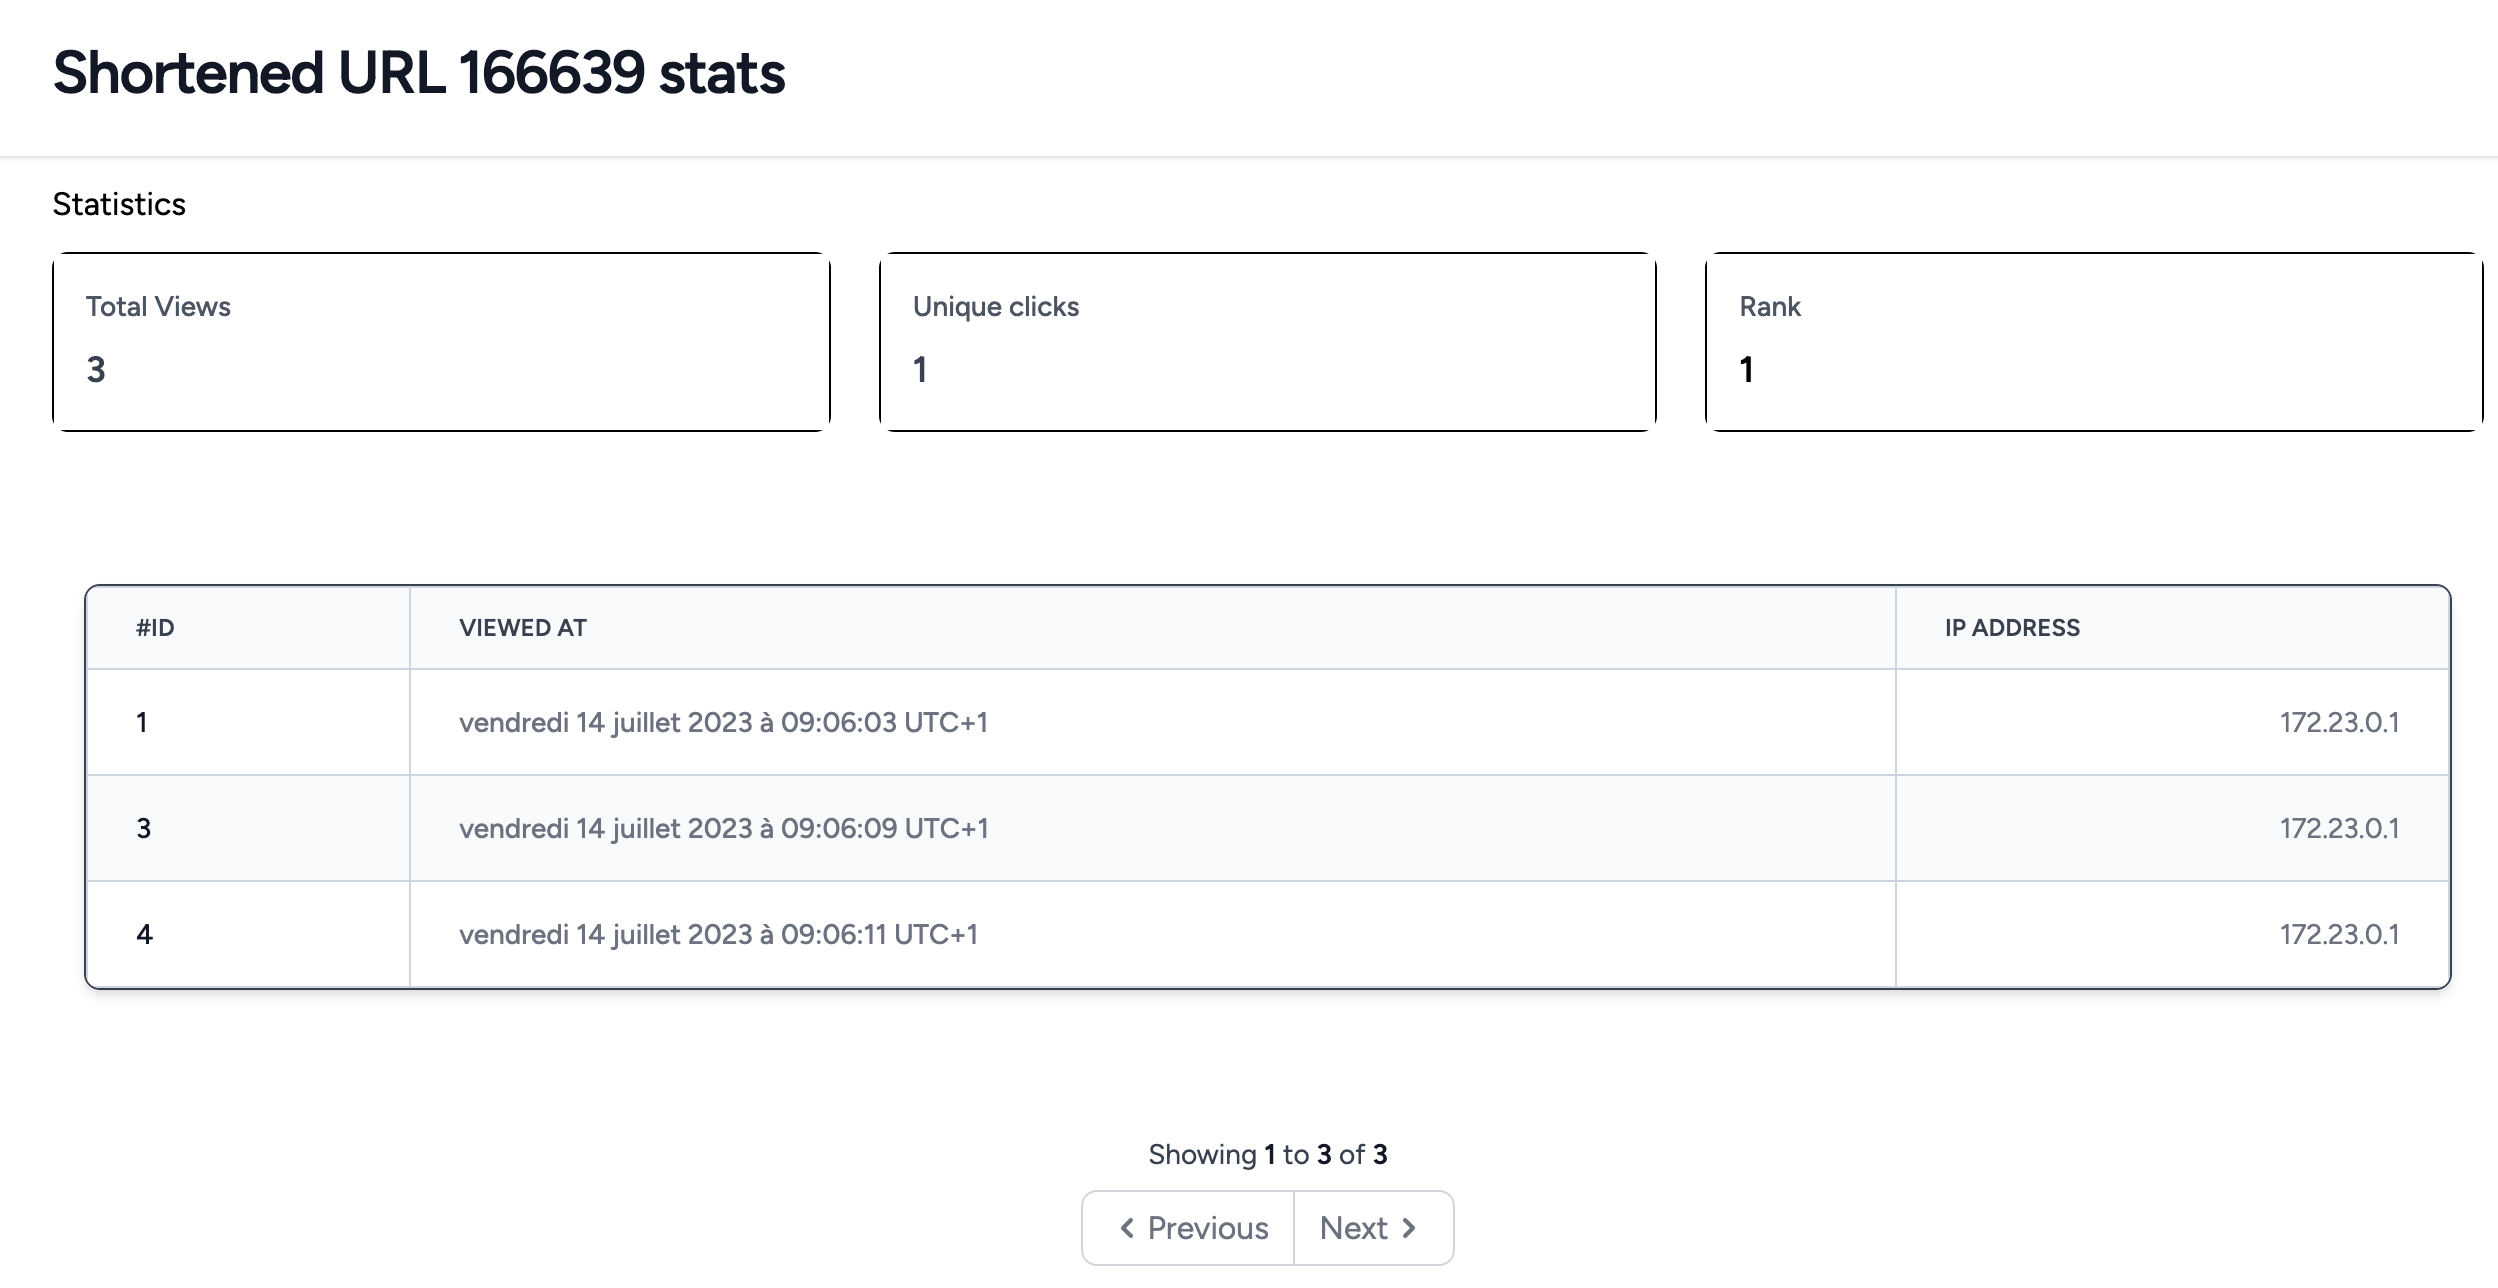 Shortened URL 166639 stats
Statistics
Total Views
3
Unique clicks
1
Rank
1
#ID VIEWED AT IP ADDRESS
1 vendredi 14 juillet 2023 à 09:06:03 UTC+1 172.23.0.1
3 vendredi 14 juillet 2023 à 09:06:09 UTC+1 172.23.0.1
4 vendredi 14 juillet 2023 à 09:06:11 UTC+1 172.23.0.1
Showing 1 to 3 of 3
Previous Next